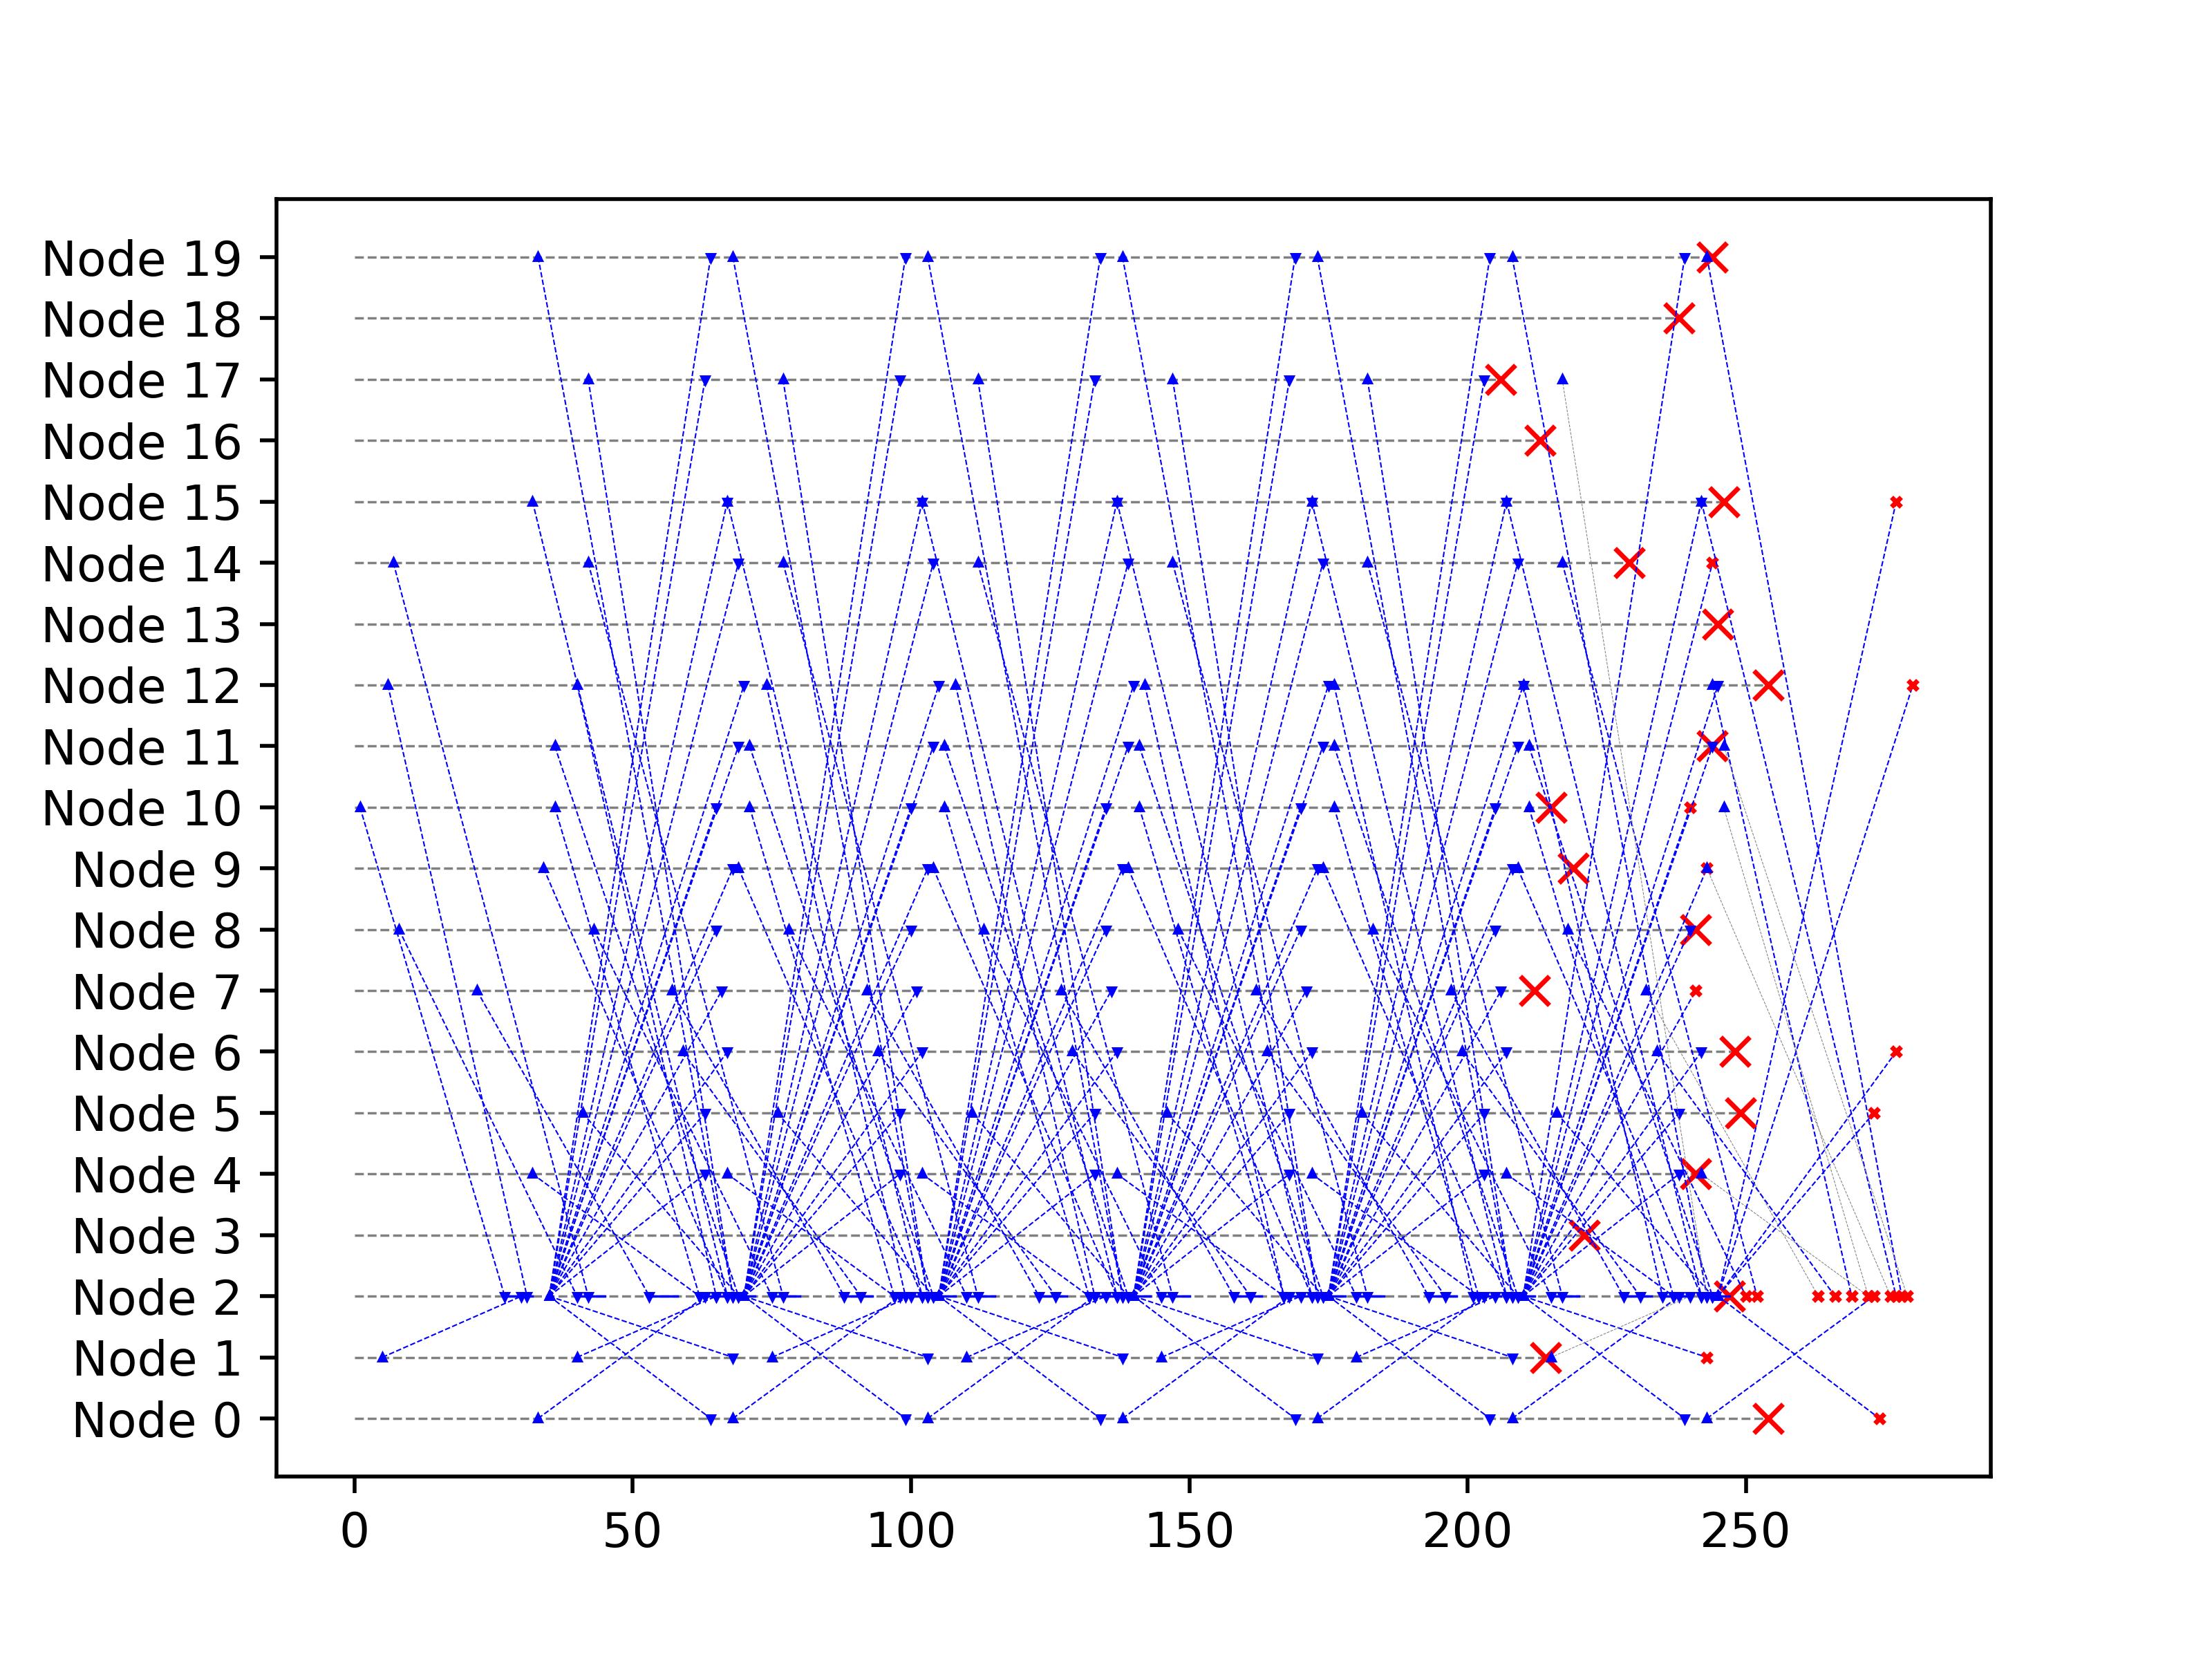 Node 19
Node 18
Node 17
Node 16
Node 15
Node 14
Node 13
Node 12
Node 11
Node 10
Node 9
Node 8
Node 7
Node 6
Node 5
Node 4
Node 3
Node 2
Node 1
Node 0
0 50 100 150 200 250